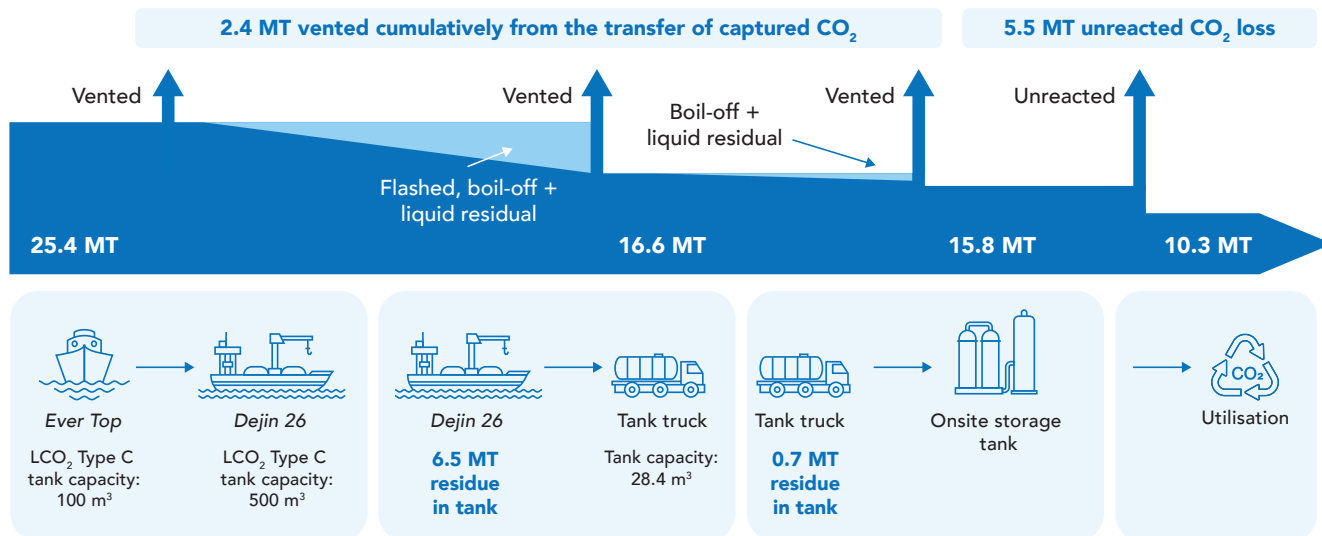 2.4 MT vented cumulatively from the transfer of captured CO₂
5.5 MT unreacted CO₂ loss
Vented
Vented
Boil-off +
liquid residual
Vented
Unreacted
Flashed, boil-off +
liquid residual
25.4 MT
16.6 MT
15.8 MT
10.3 MT
Ever Top
LCO₂ Type C
tank capacity:
100 m³
Dejin 26
LCO₂ Type C
tank capacity:
500 m³
Dejin 26
6.5 MT
residue
in tank
Tank truck
Tank capacity:
28.4 m³
Tank truck
0.7 MT
residue
in tank
Onsite storage
tank
CO₂
Utilisation